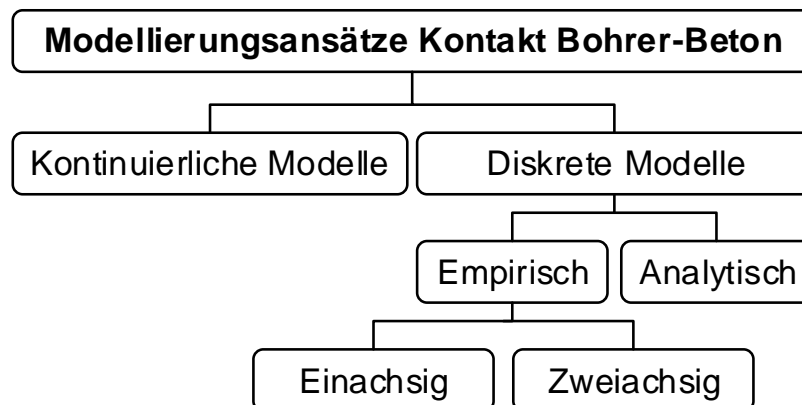 Modellierungsansätze Kontakt Bohrer-Beton
Kontinuierliche Modelle
Diskrete Modelle
Empirisch
Analytisch
Einachsig
Zweiachsig